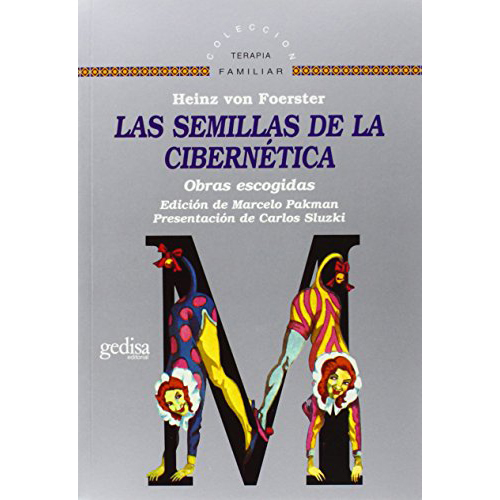 COLECCION
TERAPIA
FAMILIAR
Heinz von Foerster
LAS SEMILLAS DE LA
CIBERNÉTICA
Obras escogidas
Edición de Marcelo Pakman
Presentación de Carlos Sluzki
gedisa
editorial
M